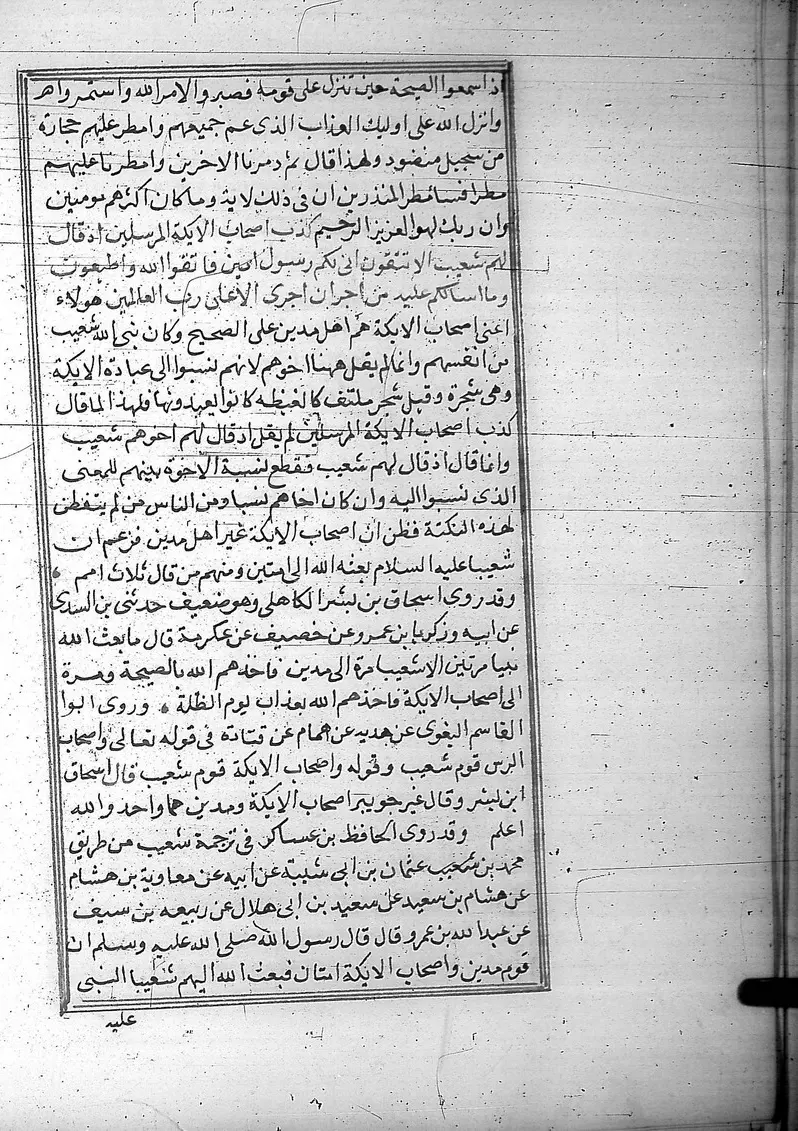 اذا سمعوا الصيحة حين تنزل على قومه فصبروا لامر الله واستمروا هر
وانزل الله على اوليك العذاب الذى عم جميعهم وامطر عليهم حجارة
من سجيل منضود ولهذا قال ثم دمرنا الاخرين وامطرنا عليهم
مطرا فسا مطر المنذرين ان فى ذلك لاية وما كان اكثرهم مومنين
وان ربك لهو العزيز الرحيم كذب اصحاب الايكة المرسلين اذ قال
لهم شعيب الا تتقون انى لكم رسول امين فاتقوا الله واطيعون
وما اسالكم عليه من اجر ان اجرى الا على رب العالمين هولاء
اعنى اصحاب الايكة هم اهل مدين على الصحيح وكان نبى الله شعيب
من انفسهم وانما لم يقل ههنا اخوهم لانهم نسبوا الى عبادة الايكة
وهى شجرة وقيل شجر ملتف كالغيظه كانوا يعبدونها فلهذا لما قال
كذب اصحاب الايكة المرسلين لم يقل اذ قال لهم اخوهم شعيب
وانما قال اذ قال لهم شعيب فقطع نسبة الاخوة بينهم للمعنى
الذى نسبوا اليه وان كان اخاهم نسبا ومن الناس من لم يتفطن
لهذه النكتة فظن ان اصحاب الايكة غير اهل مدين فزعم ان
شعيبا عليه السلام بعثه الله الى امتين ومنهم من قال ثلاث امم
وقد روى اسحاق بن بشر الكاهلى وهو ضعيف حدثنى بن السدى
عن ابيه وزكريا بن عمرو عن خصيف عن عكرمة قال ما بعث الله
نبيا مرتين الا شعيبا مرة الى مدين فاخذهم الله بالصيحة ومرة
الى اصحاب الايكة فاخذهم الله بعذاب يوم الظلة وروى ابوا
القاسم البغوى عن هدبه عن همام عن قتادة فى قوله تعالى واصحاب
الرس قوم شعيب وقوله واصحاب الايكة قوم شعيب قال اسحاق
ابن بشر وقال غير جويبر اصحاب الايكة ومدين هما واحد والله
اعلم وقد روى الحافظ بن عساكر فى ترجمة شعيب من طريق
محمد بن شعيب عثمان بن ابى شيبة عن ابيه عن معاوية بن هشام
عن هشام بن سعيد عن سعيد بن ابى هلال عن ربيعه بن سيف
عن عبد الله بن عمرو قال قال رسول الله صلى الله عليه وسلم ان
قوم مدين واصحاب الايكة امتان فبعث الله اليهم شعيبا النبى
عليه